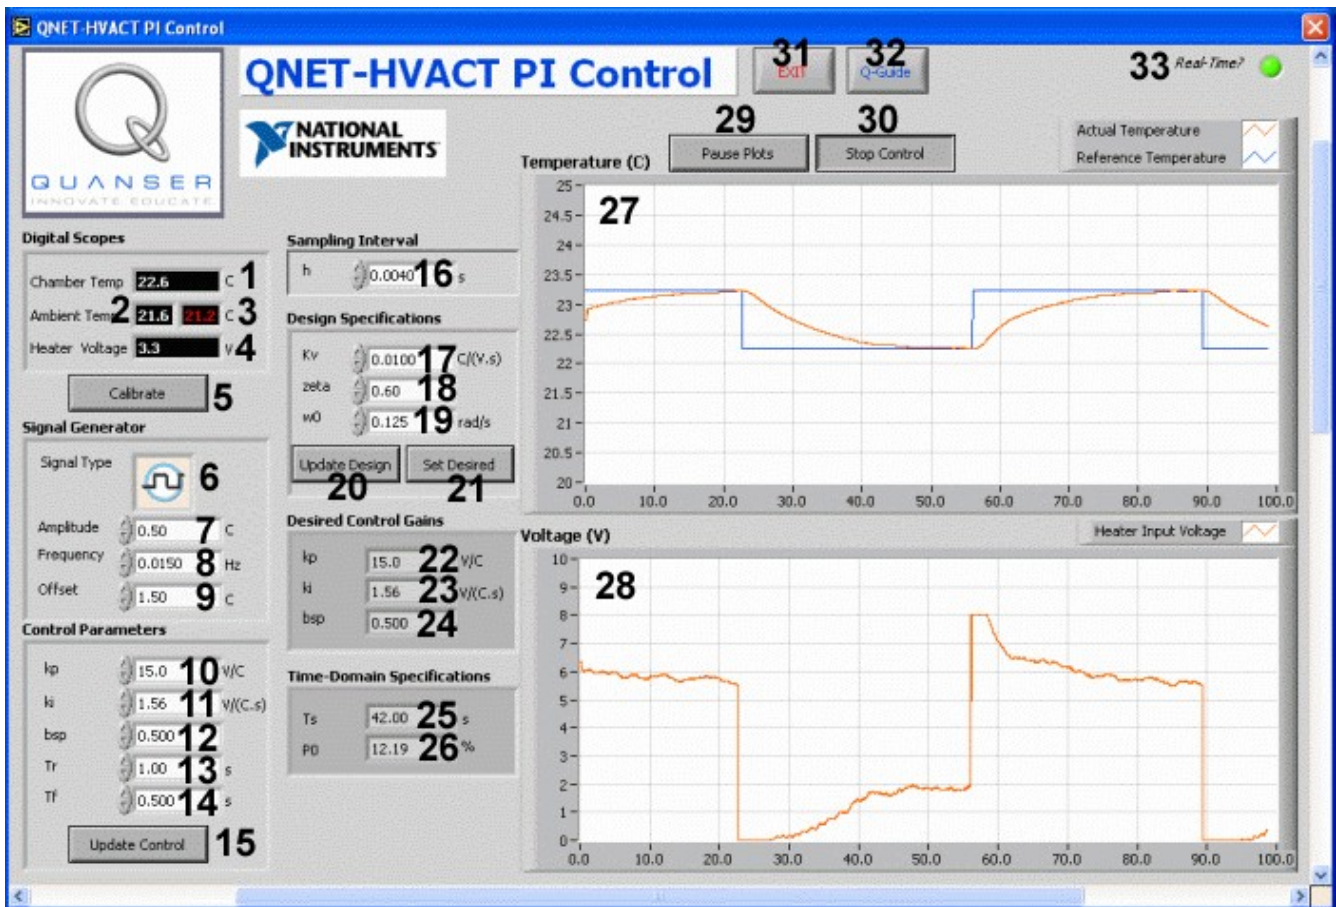 QNET-HVACT PI Control
QUANSER
INNOVATE EDUCATE
QNET-HVACT PI Control
NATIONAL
INSTRUMENTS
31
EXIT
32
Q-Guide
33 Real-Time?
29
Pause Plots
30
Stop Control
Actual Temperature
Reference Temperature
Digital Scopes
Chamber Temp 22.6 C 1
Ambient Temp 2 21.6 21.2 C 3
Heater Voltage 3.3 V 4
Calibrate 5
Signal Generator
Signal Type 6
Amplitude 0.50 7 C
Frequency 0.0150 8 Hz
Offset 1.50 9 C
Control Parameters
kp 15.0 10 V/C
ki 1.56 11 V/(C.s)
bsp 0.500 12
Tr 1.00 13 s
Tf 0.500 14 s
Update Control 15
Sampling Interval
h 0.0040 16 s
Design Specifications
Kv 0.0100 17 C/(V.s)
zeta 0.60 18
w0 0.125 19 rad/s
Update Design Set Desired
20 21
Desired Control Gains
kp 15.0 22 V/C
ki 1.56 23 V/(C.s)
bsp 0.500 24
Time-Domain Specifications
Ts 42.00 25 s
PO 12.19 26 %
Temperature (C)
27
25
24.5
24
23.5
23
22.5
22
21.5
21
20.5
20
0.0 10.0 20.0 30.0 40.0 50.0 60.0 70.0 80.0 90.0 100.0
Voltage (V)
Heater Input Voltage
28
10
9
8
7
6
5
4
3
2
1
0
0.0 10.0 20.0 30.0 40.0 50.0 60.0 70.0 80.0 90.0 100.0